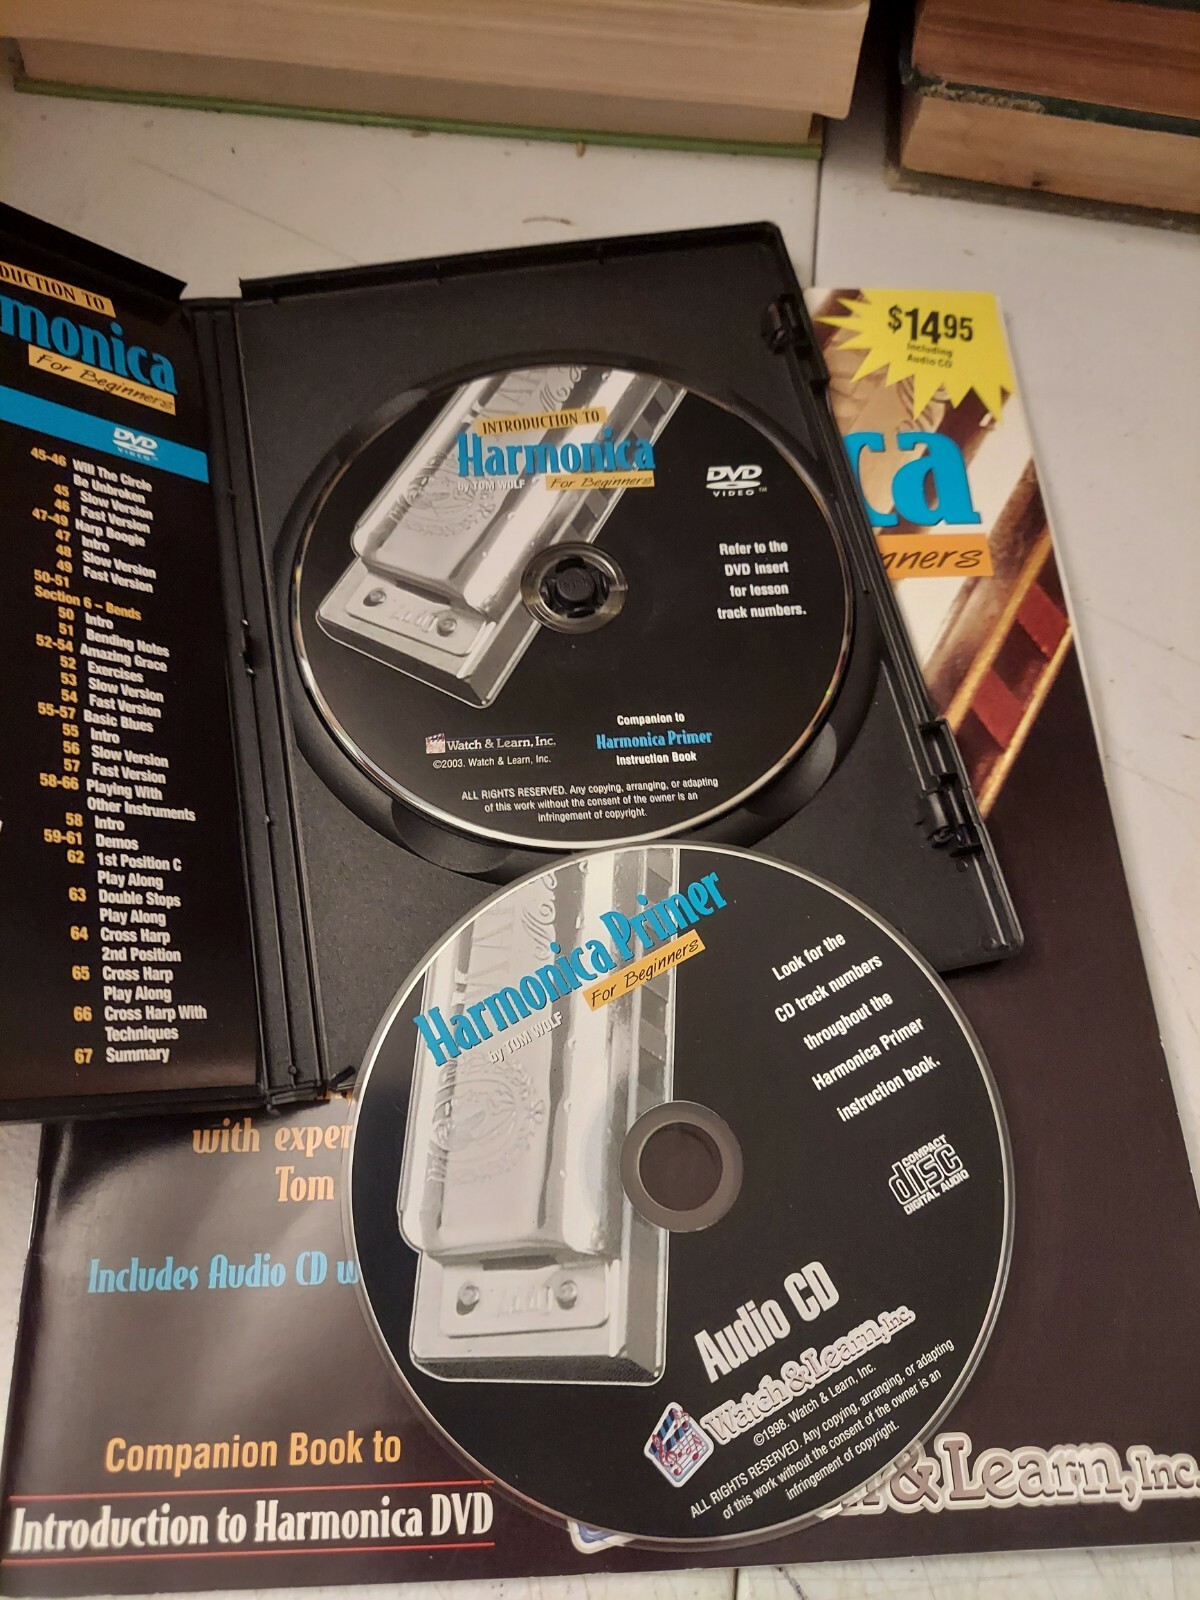 DUCTION TO
monica
For Beginners
DVD
VIDEO
45-46 Will The Circle
Be Unbroken
45 Slow Version
46 Fast Version
47-49 Harp Boogie
47 Intro
48 Slow Version
49 Fast Version
50-51
Section 6 – Bends
50 Intro
51 Bending Notes
52-54 Amazing Grace
52 Exercises
53 Slow Version
54 Fast Version
55-57 Basic Blues
55 Intro
56 Slow Version
57 Fast Version
58-66 Playing With
Other Instruments
58 Intro
59-61 Demos
62 1st Position C
Play Along
63 Double Stops
Play Along
64 Cross Harp
2nd Position
65 Cross Harp
Play Along
66 Cross Harp With
Techniques
67 Summary
INTRODUCTION TO
Harmonica
by TOM WOLF
For Beginners
DVD
VIDEO™
Refer to the
DVD insert
for lesson
track numbers.
Companion to
Harmonica Primer
Instruction Book
Watch & Learn, Inc.
©2003. Watch & Learn, Inc.
ALL RIGHTS RESERVED. Any copying, arranging, or adapting
of this work without the consent of the owner is an
infringement of copyright.
$14.95
Including
Audio CD
ca
nners
Harmonica Primer
For Beginners
by TOM WOLF
Look for the
CD track numbers
throughout the
Harmonica Primer
instruction book.
COMPACT
disc
DIGITAL AUDIO
Audio CD
Watch & Learn, Inc.
©1998. Watch & Learn, Inc.
ALL RIGHTS RESERVED. Any copying, arranging, or adapting
of this work without the consent of the owner is an
infringement of copyright.
with exper
Tom
Includes Audio CD w
Companion Book to
Introduction to Harmonica DVD
& Learn, Inc.